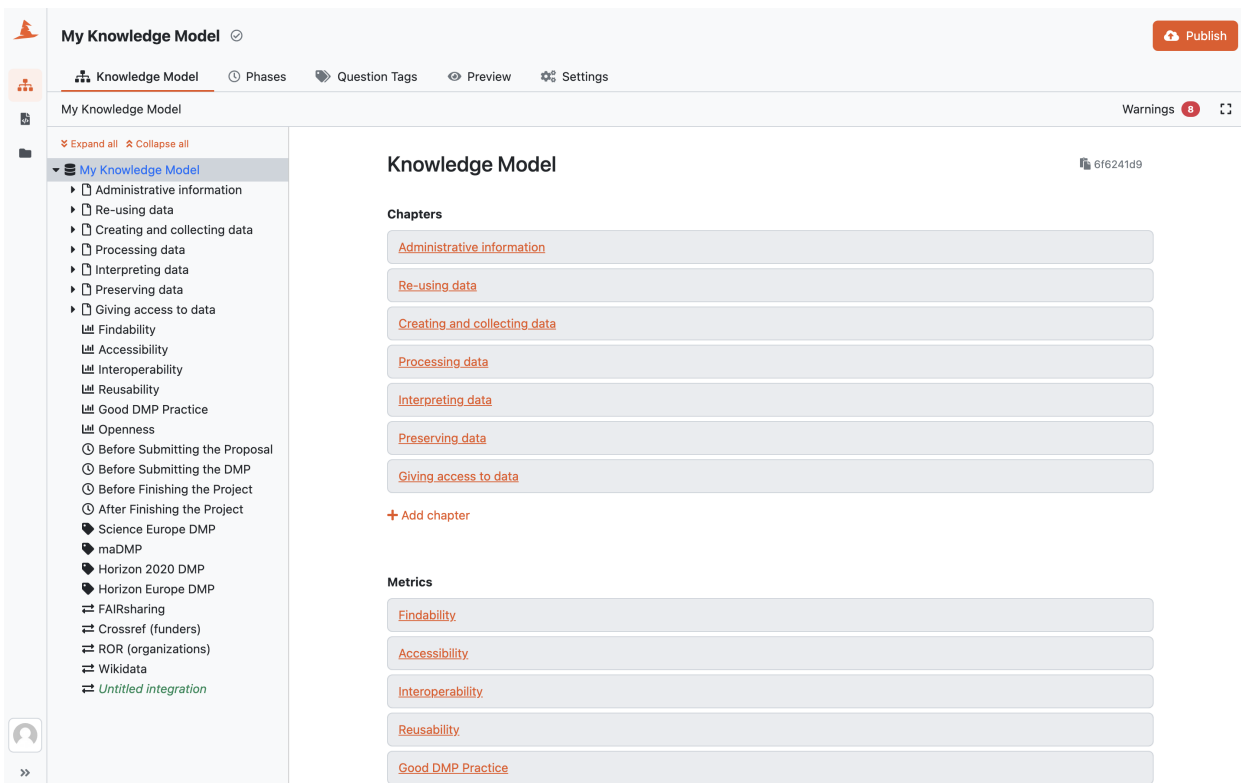 My Knowledge Model
Publish
Knowledge Model
Phases
Question Tags
Preview
Settings
My Knowledge Model
Warnings 8
Expand all
Collapse all
My Knowledge Model
Administrative information
Re-using data
Creating and collecting data
Processing data
Interpreting data
Preserving data
Giving access to data
Findability
Accessibility
Interoperability
Reusability
Good DMP Practice
Openness
Before Submitting the Proposal
Before Submitting the DMP
Before Finishing the Project
After Finishing the Project
Science Europe DMP
maDMP
Horizon 2020 DMP
Horizon Europe DMP
FAIRsharing
Crossref (funders)
ROR (organizations)
Wikidata
Untitled integration
Knowledge Model
6f6241d9
Chapters
Administrative information
Re-using data
Creating and collecting data
Processing data
Interpreting data
Preserving data
Giving access to data
Add chapter
Metrics
Findability
Accessibility
Interoperability
Reusability
Good DMP Practice